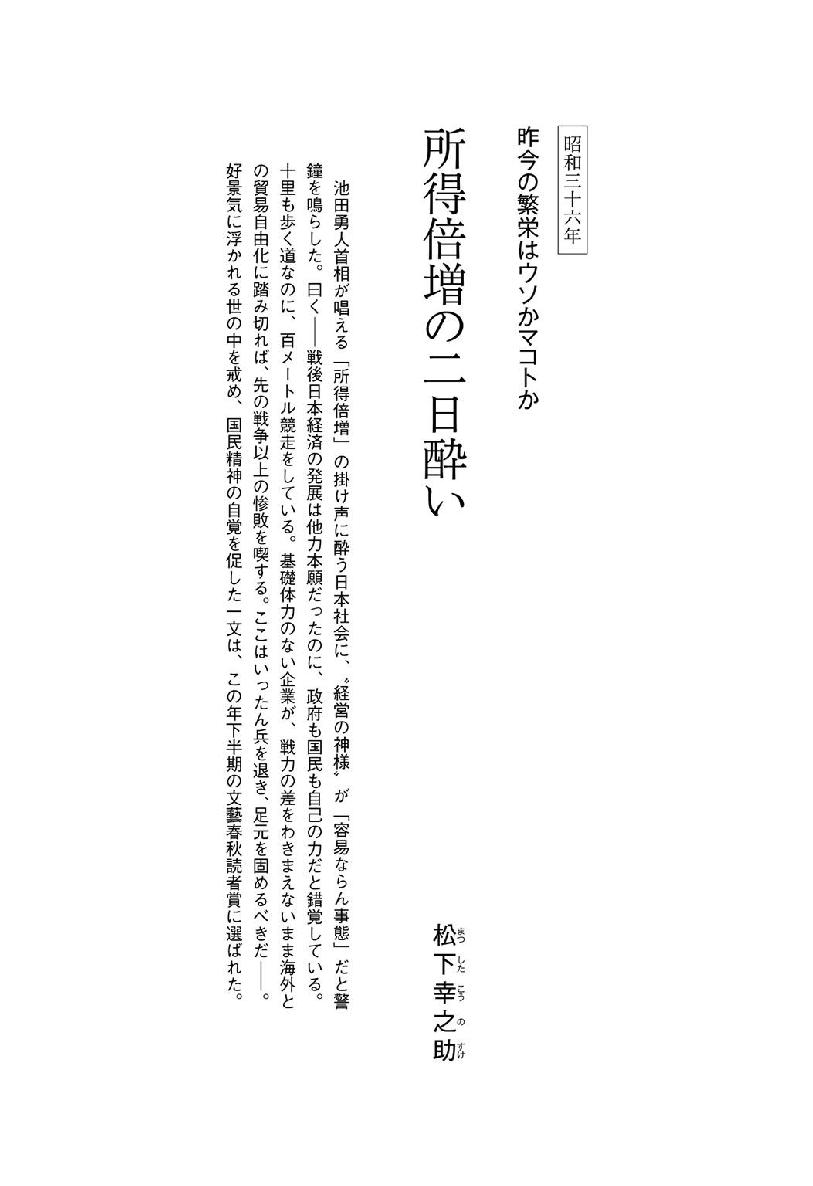 昭和三十六年
昨今の繁栄はウソかマコトか
所得倍増の二日酔い
松下幸之助
まつしたこうのすけ
池田勇人首相が唱える「所得倍増」の掛け声に酔う日本社会に、〝経営の神様〟が「容易ならん事態」だと警
鐘を鳴らした。曰く――戦後日本経済の発展は他力本願だったのに、政府も国民も自己の力だと錯覚している。
十里も歩く道なのに、百メートル競走をしている。基礎体力のない企業が、戦力の差をわきまえないまま海外と
の貿易自由化に踏み切れば、先の戦争以上の惨敗を喫する。ここはいったん兵を退き、足元を固めるべきだ――。
好景気に浮かれる世の中を戒め、国民精神の自覚を促した一文は、この年下半期の文藝春秋読者賞に選ばれた。